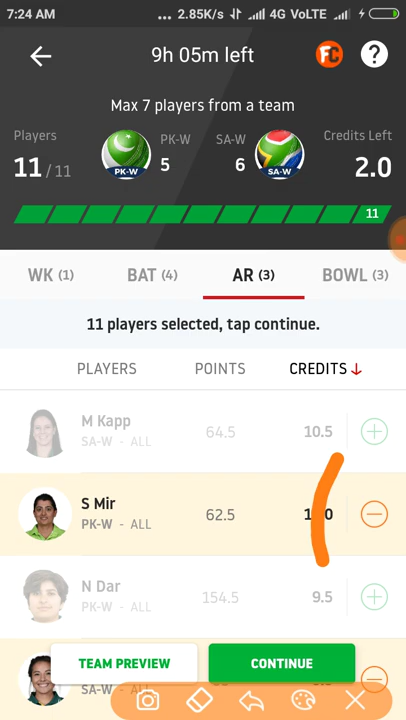 7:24 AM ... 2.85K/s 4G VoLTE
9h 05m left FC ?
Max 7 players from a team
Players PK-W SA-W Credits Left
11 / 11 PK-W 5 6 SA-W 2.0
11
WK (1) BAT (4) AR (3) BOWL (3)
11 players selected, tap continue.
PLAYERS POINTS CREDITS ↓
M Kapp
SA-W - ALL 64.5 10.5
S Mir
PK-W - ALL 62.5
N Dar
PK-W - ALL 154.5 9.5
TEAM PREVIEW CONTINUE
SA-W